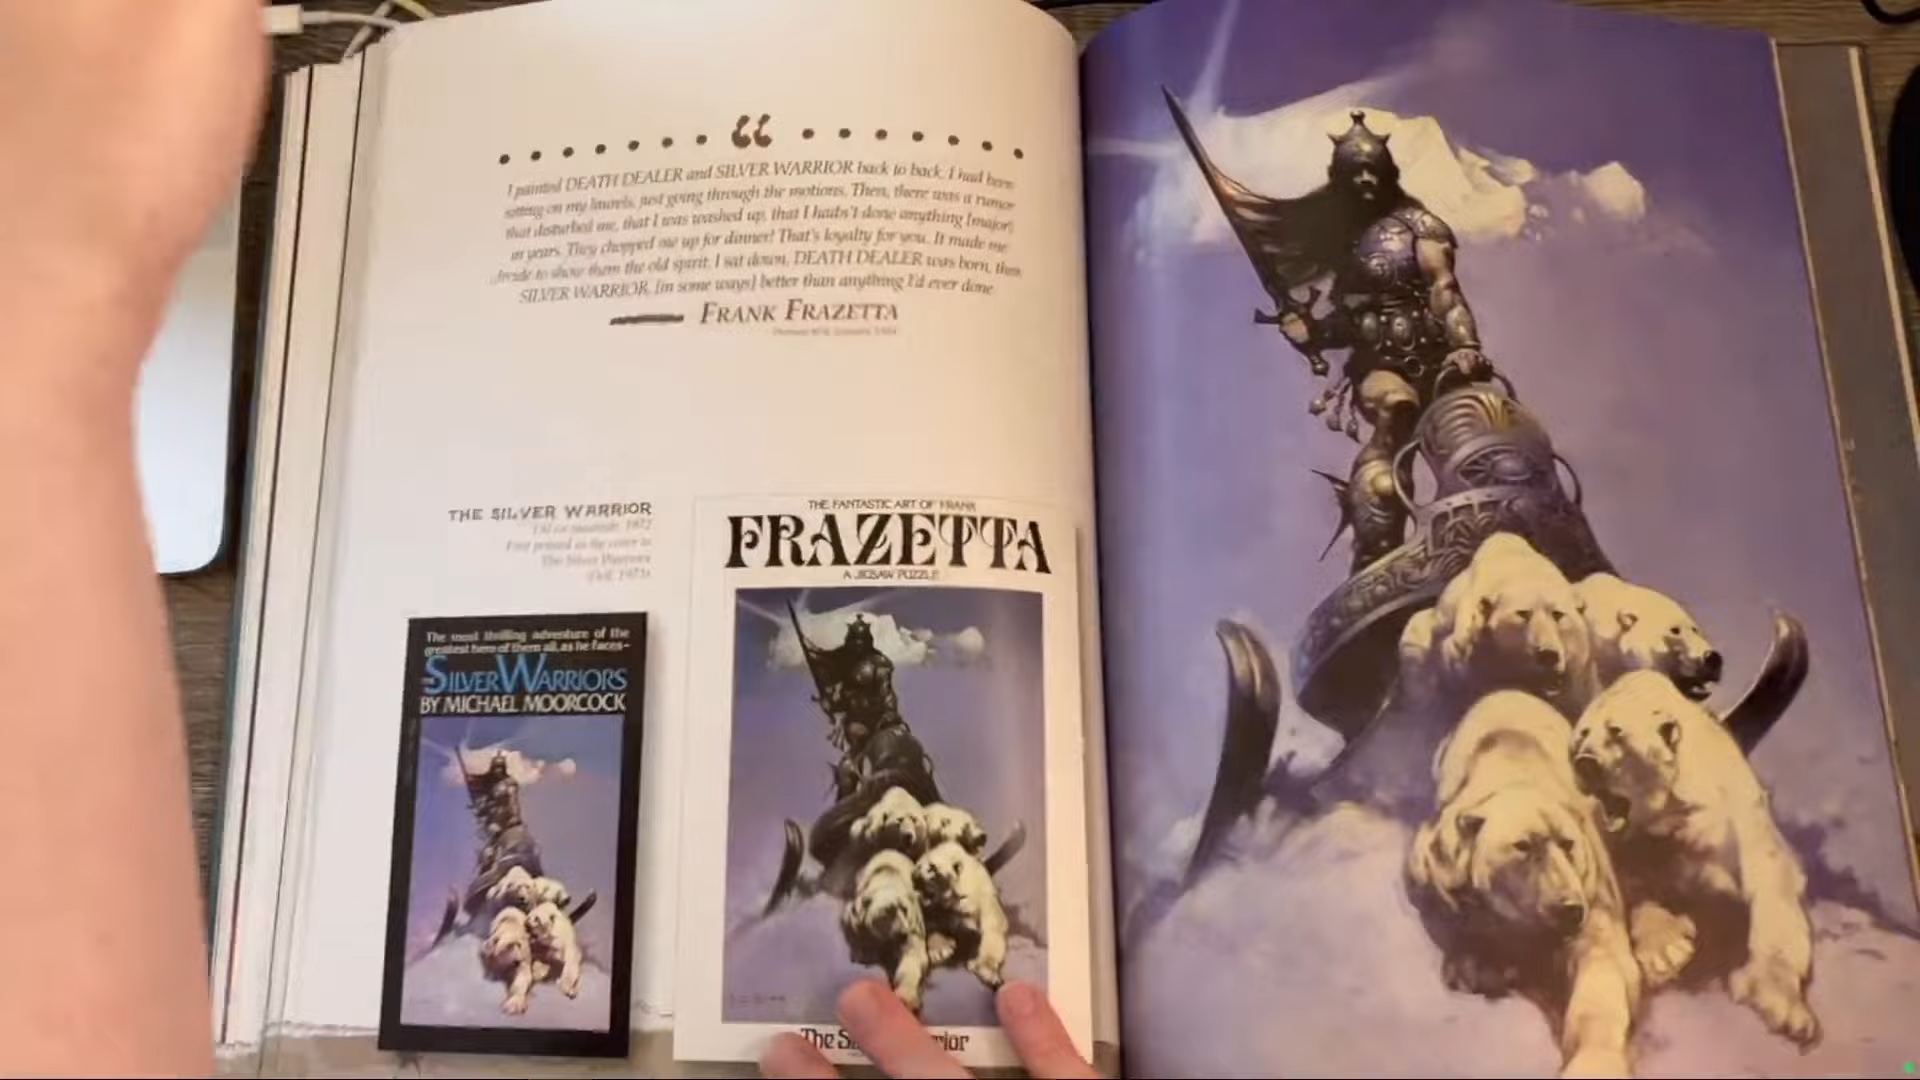 “
I painted DEATH DEALER and SILVER WARRIOR back to back. I had been
sitting on my laurels, just going through the motions. Then, there was a rumor
that disturbed me, that I was washed up, that I hadn't done anything [major]
in years. They chopped me up for dinner! That's loyalty for you. It made me
decide to show them the old spirit. I sat down, DEATH DEALER was born, then
SILVER WARRIOR, [in some ways] better than anything I'd ever done.
FRANK FRAZETTA
THE SILVER WARRIOR
1972
First printed as the cover to
The Silver Warriors
(Dell, 1973)
The most thrilling adventure of the
greatest hero of them all, as he faces–
THE SILVER WARRIORS
BY MICHAEL MOORCOCK
THE FANTASTIC ART OF FRANK
FRAZETTA
A JIGSAW PUZZLE
The